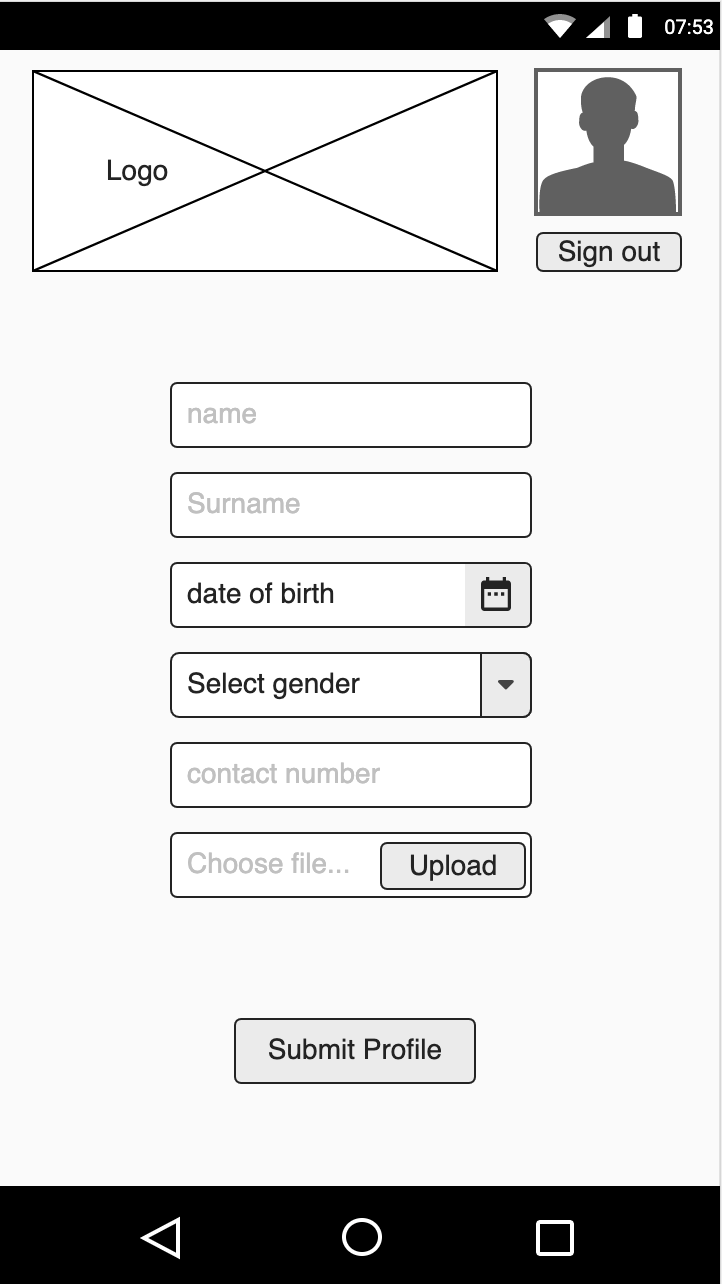 07:53
Logo
Sign out
name
Surname
date of birth
Select gender
contact number
Choose file...
Upload
Submit Profile